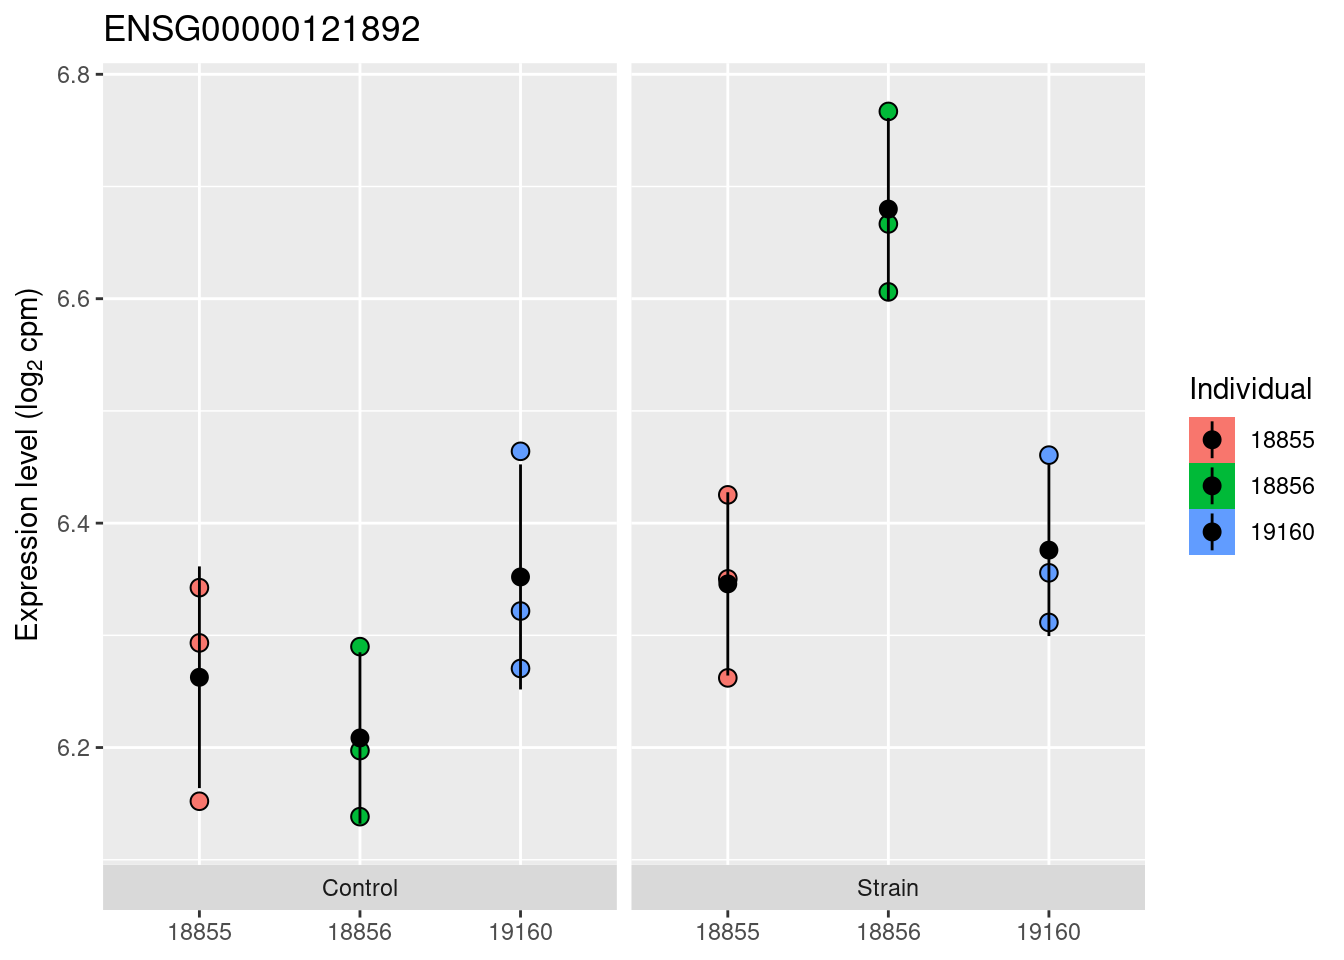 ENSG00000121892
Expression level (log2 cpm)
6.8
6.6
6.4
6.2
Control
Strain
18855
18856
19160
18855
18856
19160
Individual
18855
18856
19160